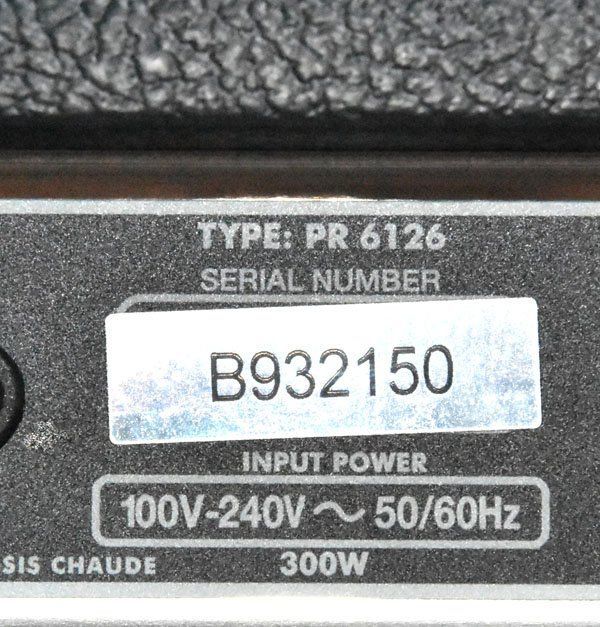 TYPE: PR 6126
SERIAL NUMBER
B932150
INPUT POWER
100V-240V ~ 50/60Hz
SIS CHAUDE
300W